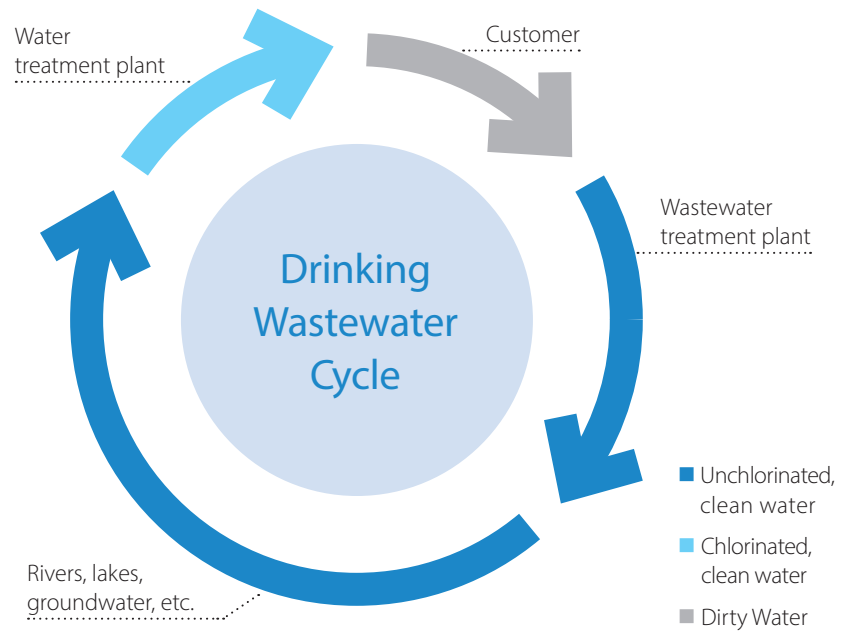 Water
treatment plant
Customer
Wastewater
treatment plant
Drinking
Wastewater
Cycle
Rivers, lakes,
groundwater, etc.
Unchlorinated,
clean water
Chlorinated,
clean water
Dirty Water